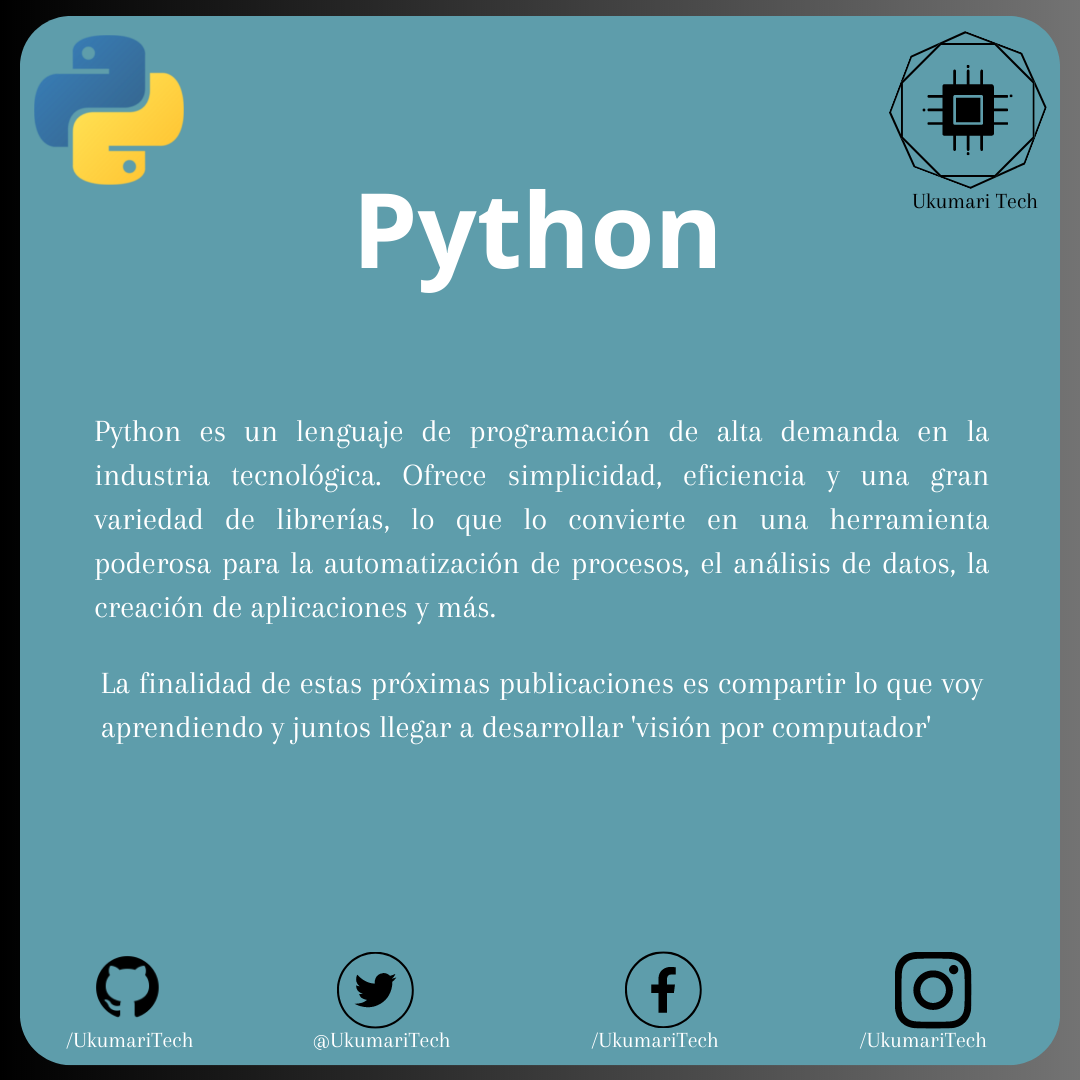 Ukumari Tech
Python
Python es un lenguaje de programación de alta demanda en la
industria tecnológica. Ofrece simplicidad, eficiencia y una gran
variedad de librerías, lo que lo convierte en una herramienta
poderosa para la automatización de procesos, el análisis de datos, la
creación de aplicaciones y más.
La finalidad de estas próximas publicaciones es compartir lo que voy
aprendiendo y juntos llegar a desarrollar 'visión por computador'
/UkumariTech
@UkumariTech
/UkumariTech
/UkumariTech